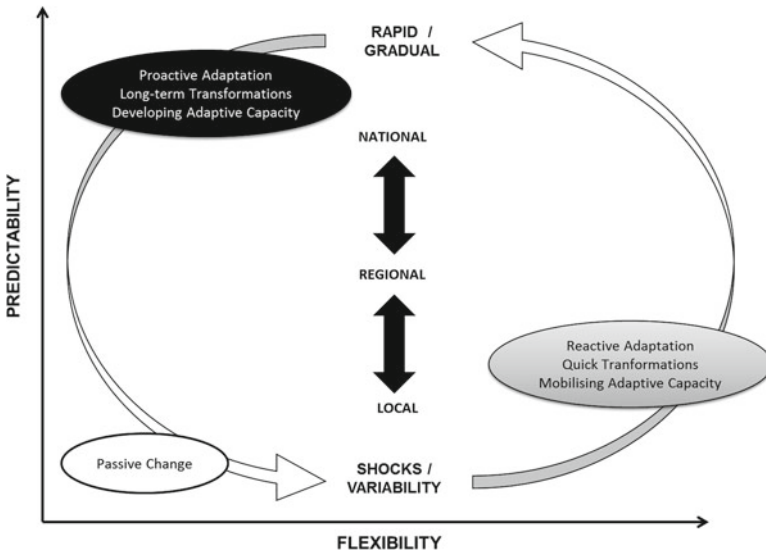 RAPID /
GRADUAL
Proactive Adaptation
Long-term Transformations
Developing Adaptive Capacity
NATIONAL
PREDICTABILITY
REGIONAL
Reactive Adaptation
Quick Tranformations
Mobilising Adaptive Capacity
LOCAL
Passive Change
SHOCKS /
VARIABILITY
FLEXIBILITY